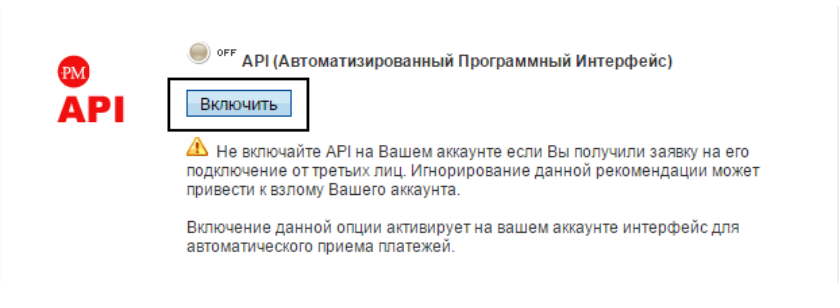 OFF API (Автоматизированный Программный Интерфейс)
PM
API
Включить
Не включайте API на Вашем аккаунте если Вы получили заявку на его
подключение от третьих лиц. Игнорирование данной рекомендации может
привести к взлому Вашего аккаунта.
Включение данной опции активирует на вашем аккаунте интерфейс для
автоматического приема платежей.